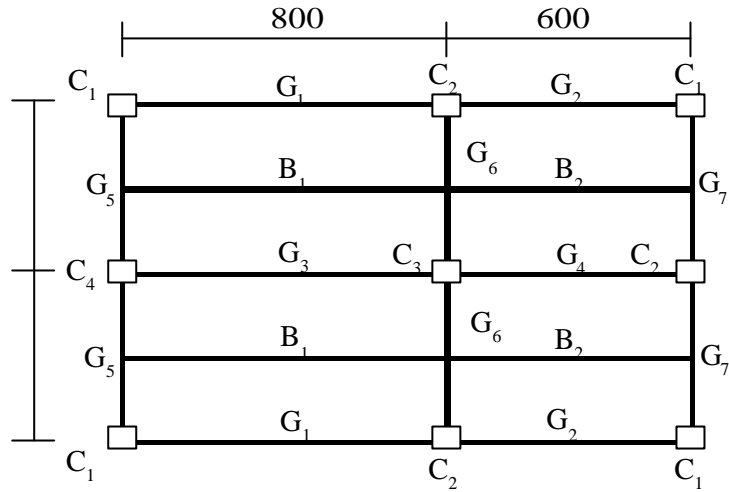 800 600
C₁ G₁ C₂ G₂ C₁
G₆
G₅ B₁ B₂ G₇
C₄ G₃ C₃ G₄ C₂
G₆
G₅ B₁ B₂ G₇
G₁ G₂
C₁ C₂ C₁